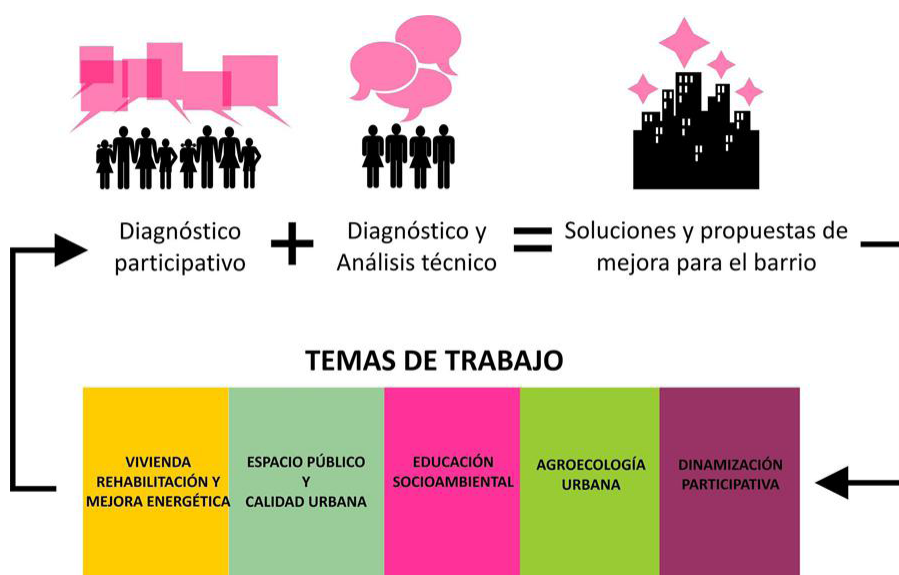 Diagnóstico
participativo
+
Diagnóstico y
Análisis técnico
=
Soluciones y propuestas de
mejora para el barrio
TEMAS DE TRABAJO
VIVIENDA
REHABILITACIÓN Y
MEJORA ENERGÉTICA
ESPACIO PÚBLICO
Y
CALIDAD URBANA
EDUCACIÓN
SOCIOAMBIENTAL
AGROECOLOGÍA
URBANA
DINAMIZACIÓN
PARTICIPATIVA